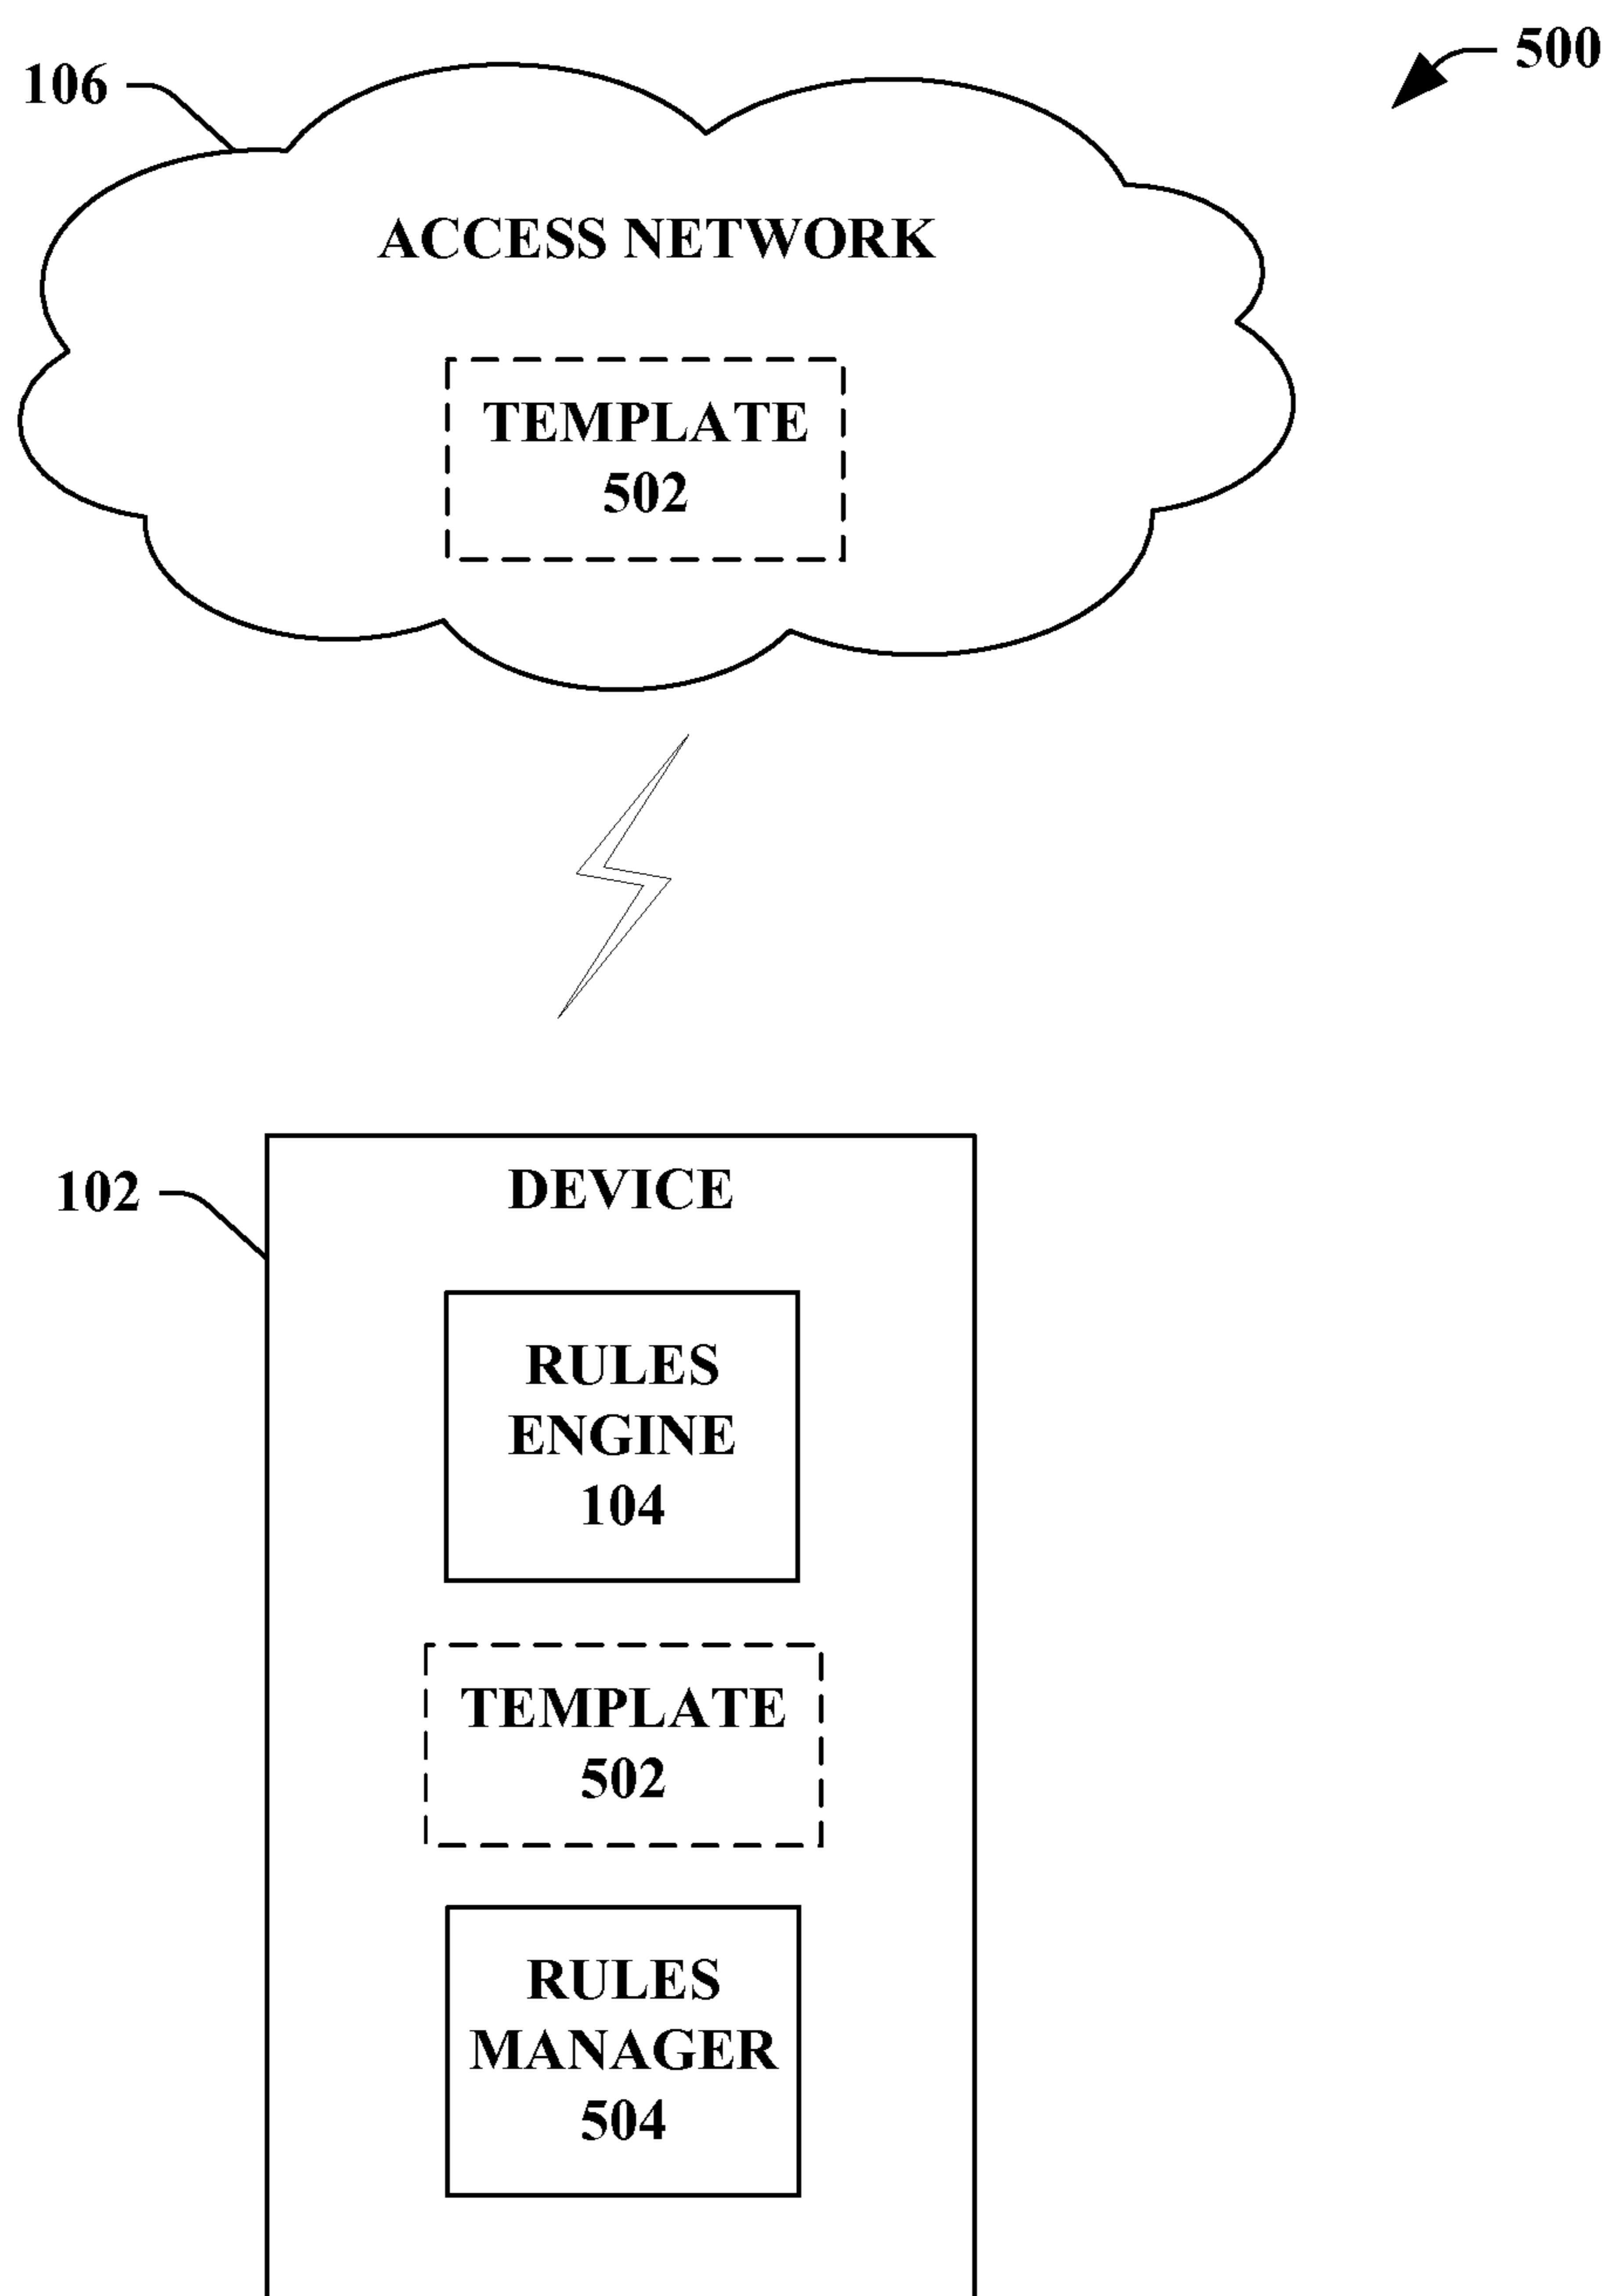 500
106
ACCESS NETWORK
TEMPLATE
502
102
DEVICE
RULES
ENGINE
104
TEMPLATE
502
RULES
MANAGER
504